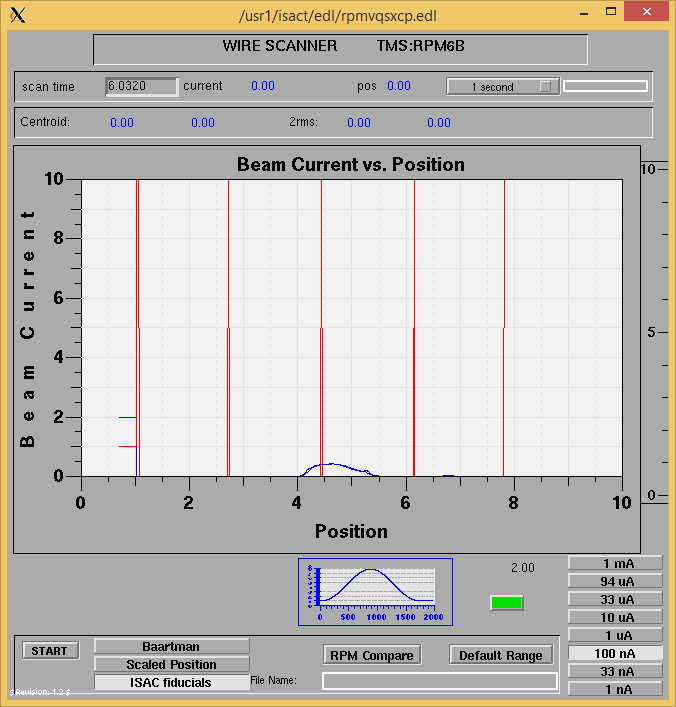 /usr1/isact/edl/rpmvqsxcp.edl
WIRE SCANNER TMS:RPM6B
scan time 6.0320 current 0.00 pos 0.00 1 second
Centroid: 0.00 0.00 2rms: 0.00 0.00
Beam Current vs. Position
10
8
6
4
2
0
Beam Current
0 2 4 6 8 10
Position
10
5
0
2.00
0 500 1000 1500 2000
1 mA
94 uA
33 uA
10 uA
1 uA
100 nA
33 nA
1 nA
START
Baartman
Scaled Position
ISAC fiducials
RPM Compare
Default Range
File Name:
$Revision: 1.2 $